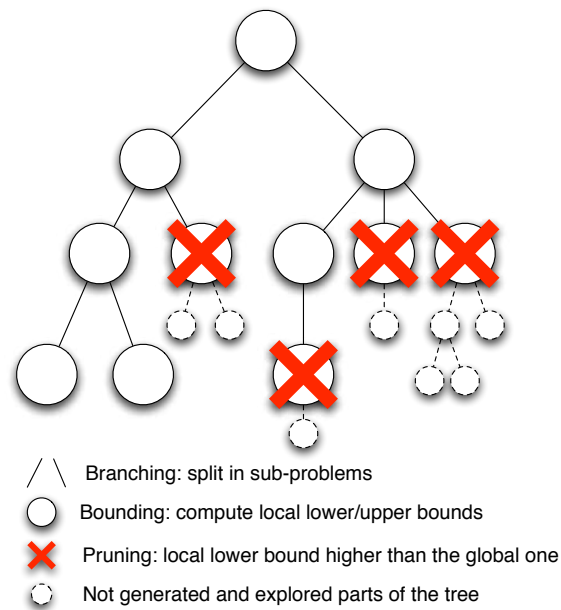 Branching: split in sub-problems
Bounding: compute local lower/upper bounds
Pruning: local lower bound higher than the global one
Not generated and explored parts of the tree